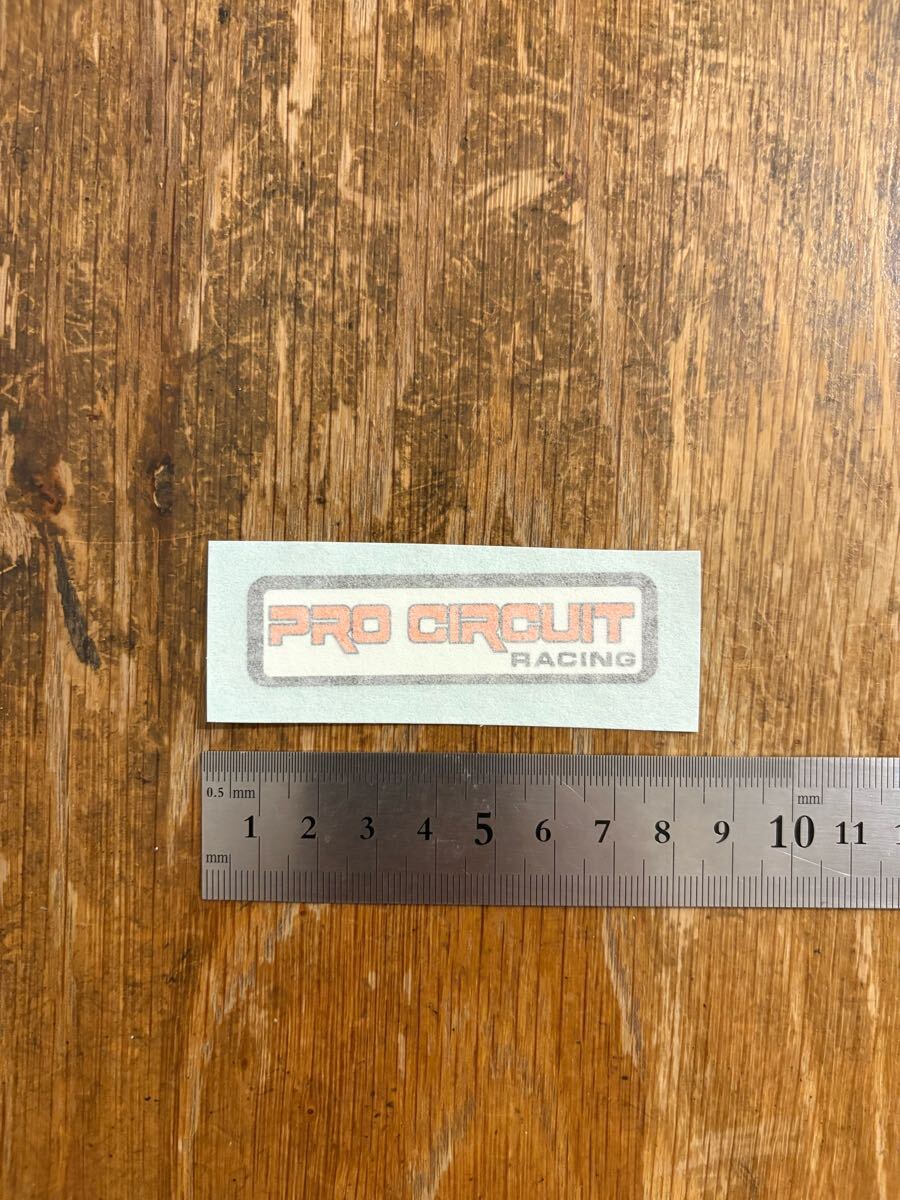 PRO CIRCUIT
RACING
0.5 mm
mm
1 2 3 4 5 6 7 8 9 10 11
mm